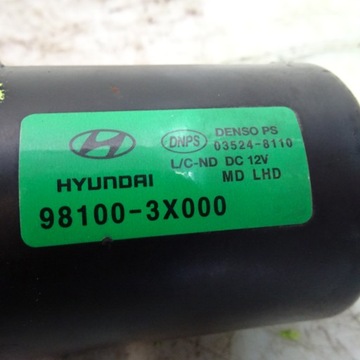 HYUNDAI
DNPS
DENSO PS
03524-8110
L/C-ND DC 12V
MD LHD
98100-3X000